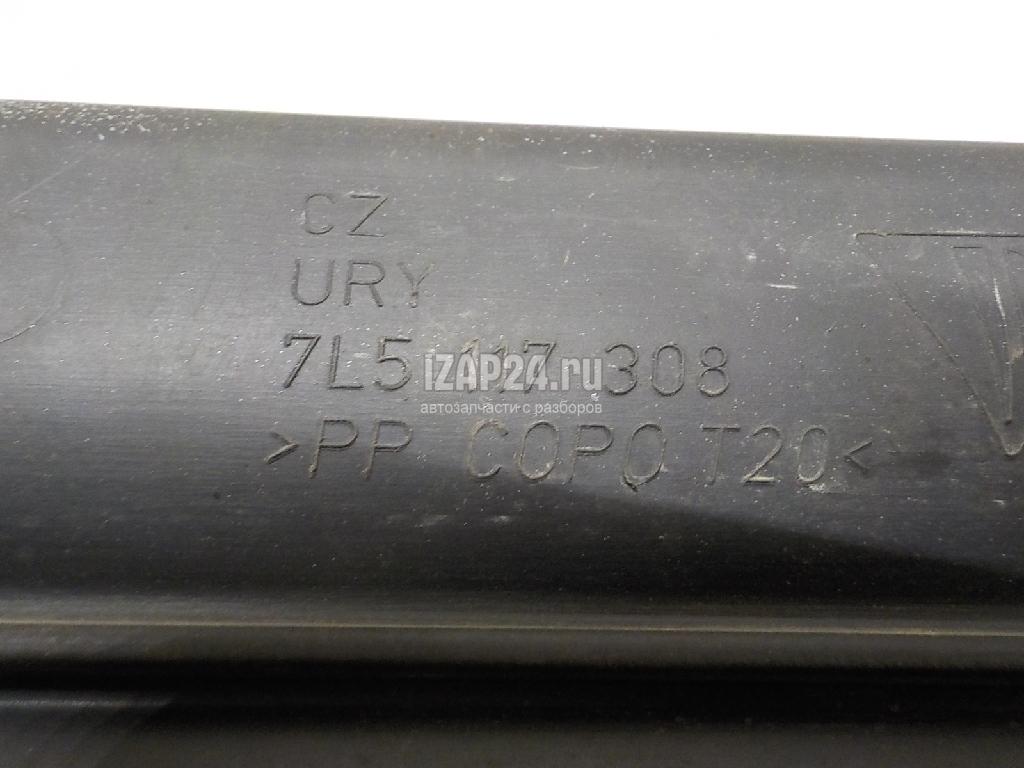 CZ
URY
7L5 117 308
iZAP24.ru
автозапчасти с разборов
>PP COPO T20<